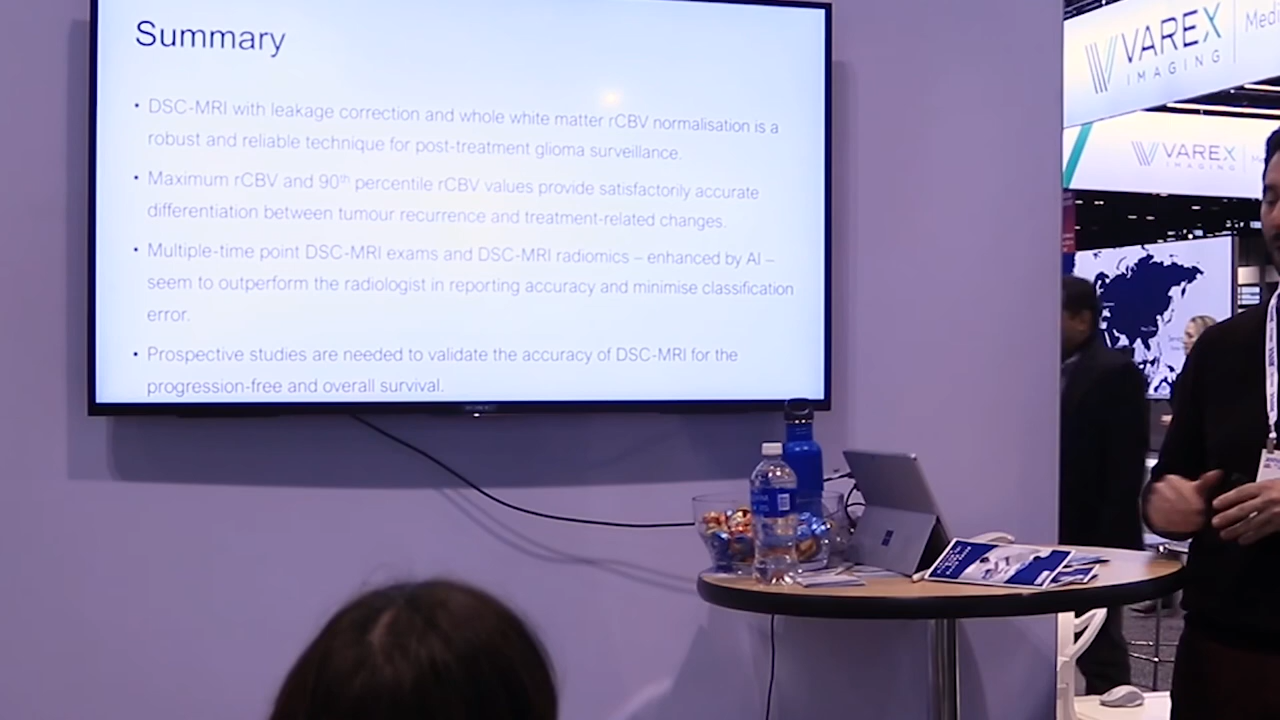 Summary
• DSC-MRI with leakage correction and whole white matter rCBV normalisation is a
robust and reliable technique for post-treatment glioma surveillance.
• Maximum rCBV and 90th percentile rCBV values provide satisfactorily accurate
differentiation between tumour recurrence and treatment-related changes.
• Multiple-time point DSC-MRI exams and DSC-MRI radiomics – enhanced by AI –
seem to outperform the radiologist in reporting accuracy and minimise classification
error.
• Prospective studies are needed to validate the accuracy of DSC-MRI for the
progression-free and overall survival.
VAREX
IMAGING
VAREX
IMAGING